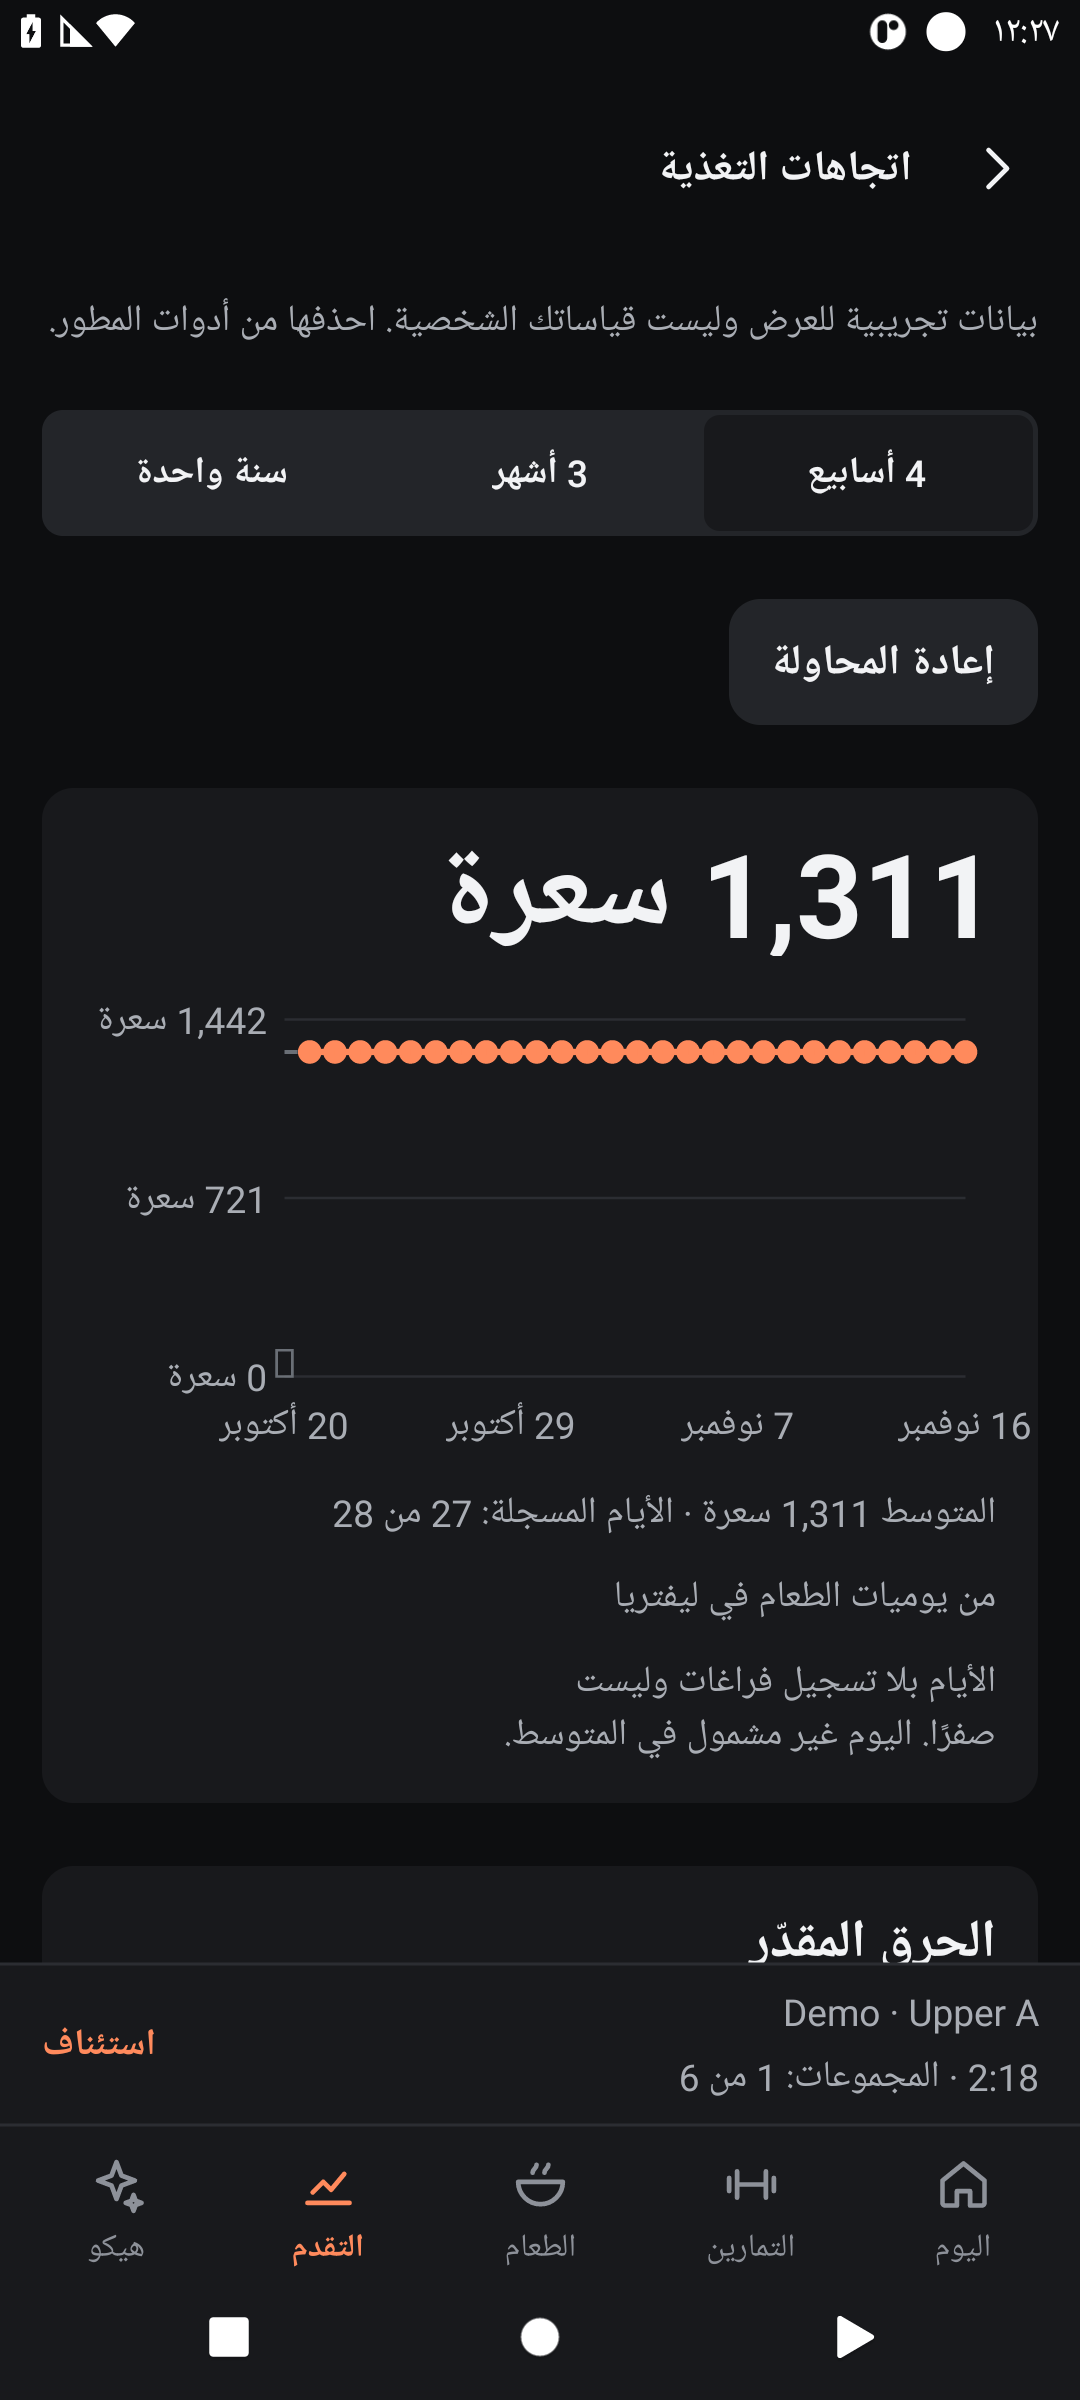 ١٢:٢٧
اتجاهات التغذية
بيانات تجريبية للعرض وليست قياساتك الشخصية. احذفها من أدوات المطور.
4 أسابيع
3 أشهر
سنة واحدة
إعادة المحاولة
1,311 سعرة
1,442 سعرة
721 سعرة
0 سعرة
20 أكتوبر
29 أكتوبر
7 نوفمبر
16 نوفمبر
المتوسط 1,311 سعرة · الأيام المسجلة: 27 من 28
من يوميات الطعام في ليفتريا
الأيام بلا تسجيل فراغات وليست
صفرًا. اليوم غير مشمول في المتوسط.
الحرق المقدّر
Demo · Upper A
2:18 · المجموعات: 1 من 6
استئناف
اليوم
التمارين
الطعام
التقدم
هيكو